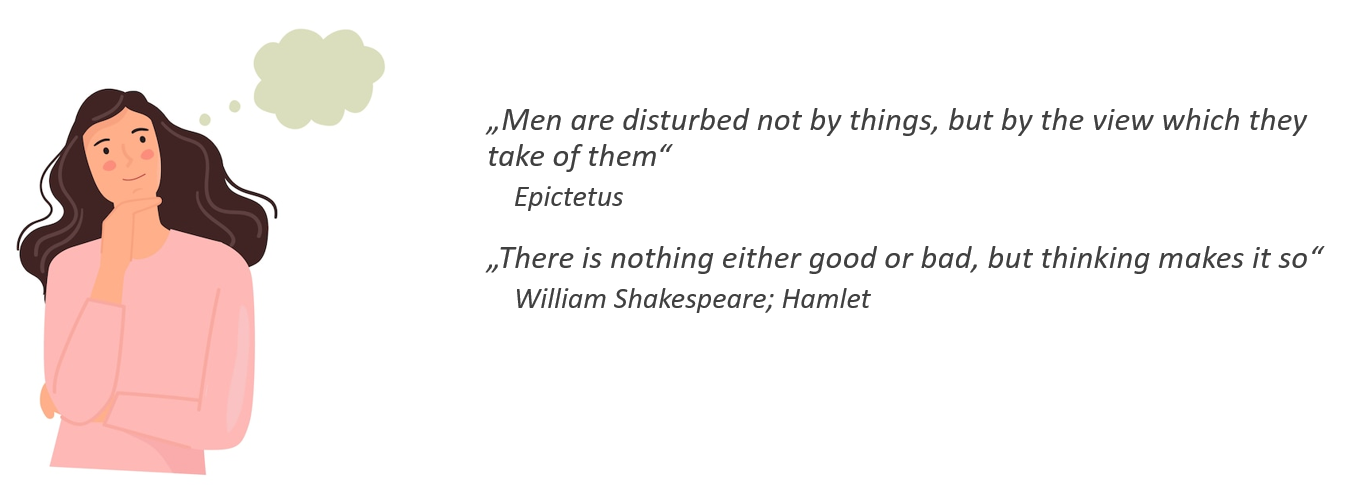 „Men are disturbed not by things, but by the view which they
take of them“
Epictetus
„There is nothing either good or bad, but thinking makes it so“
William Shakespeare; Hamlet